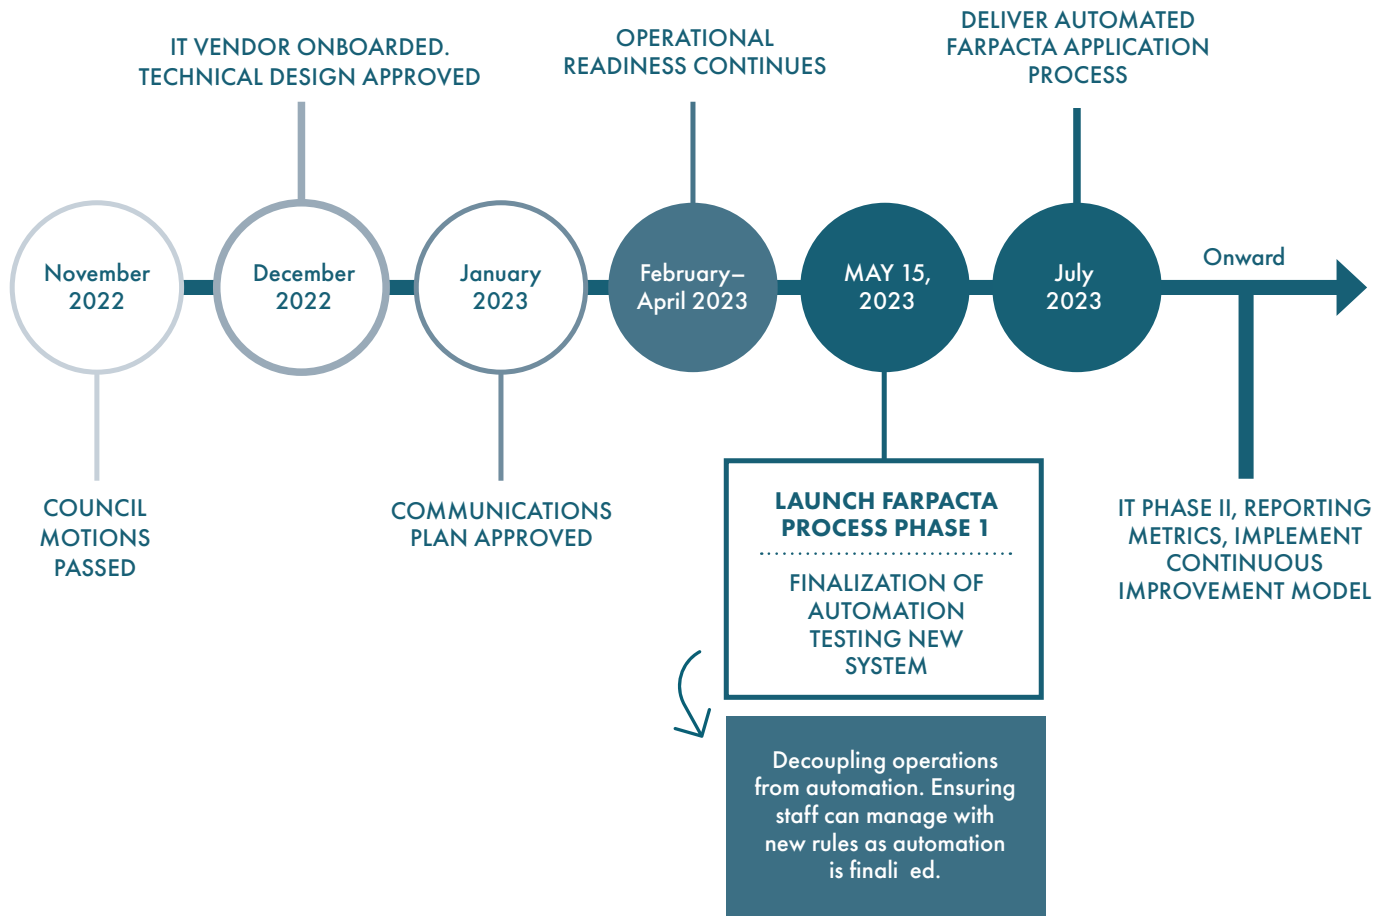 IT VENDOR ONBOARDED.
TECHNICAL DESIGN APPROVED
OPERATIONAL
READINESS CONTINUES
DELIVER AUTOMATED
FARPACTA APPLICATION
PROCESS
November
2022
December
2022
January
2023
February–
April 2023
MAY 15,
2023
July
2023
Onward
COUNCIL
MOTIONS
PASSED
COMMUNICATIONS
PLAN APPROVED
LAUNCH FARPACTA
PROCESS PHASE 1
FINALIZATION OF
AUTOMATION
TESTING NEW
SYSTEM
IT PHASE II, REPORTING
METRICS, IMPLEMENT
CONTINUOUS
IMPROVEMENT MODEL
Decoupling operations
from automation. Ensuring
staff can manage with
new rules as automation
is finali ed.